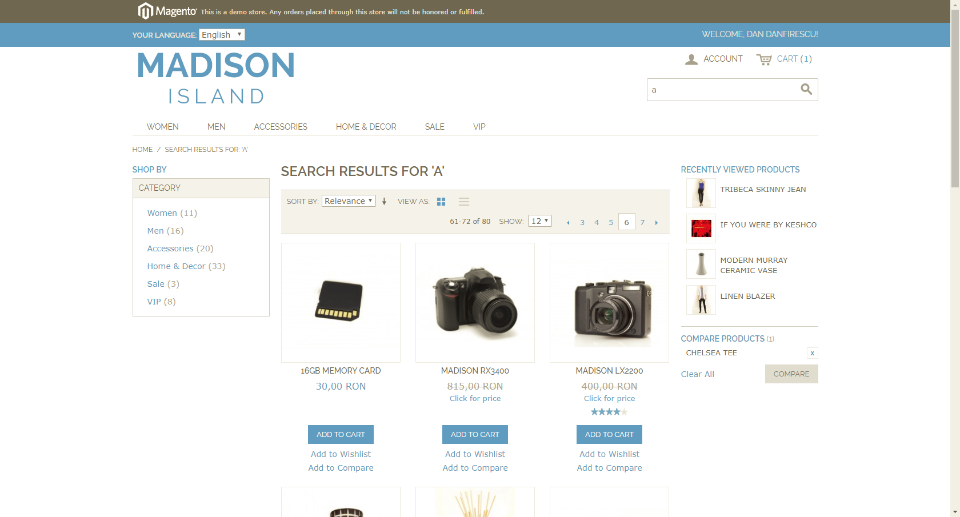 Magento This is a demo store. Any orders placed through this store will not be honored or fulfilled.
YOUR LANGUAGE: English
WELCOME, DAN DANFIRESCU!
MADISON
ISLAND
ACCOUNT CART (1)
a
WOMEN MEN ACCESSORIES HOME & DECOR SALE VIP
HOME / SEARCH RESULTS FOR: 'A'
SHOP BY
CATEGORY
Women (11)
Men (16)
Accessories (20)
Home & Decor (33)
Sale (3)
VIP (8)
SEARCH RESULTS FOR 'A'
SORT BY: Relevance VIEW AS:
61-72 of 80 SHOW: 12 3 4 5 6 7
16GB MEMORY CARD
30,00 RON
ADD TO CART
Add to Wishlist
Add to Compare
MADISON RX3400
815,00 RON
Click for price
ADD TO CART
Add to Wishlist
Add to Compare
MADISON LX2200
400,00 RON
Click for price
ADD TO CART
Add to Wishlist
Add to Compare
RECENTLY VIEWED PRODUCTS
TRIBECA SKINNY JEAN
IF YOU WERE BY KESHCO
MODERN MURRAY
CERAMIC VASE
LINEN BLAZER
COMPARE PRODUCTS (1)
CHELSEA TEE x
Clear All COMPARE